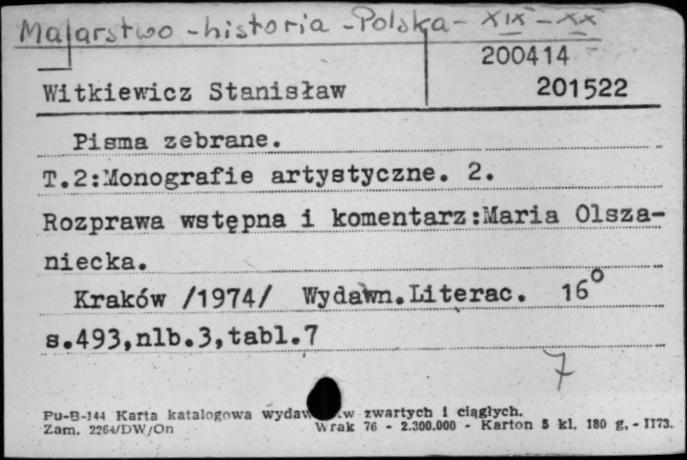 Malarstwo - historia - Polska - XIX - XX
200414
Witkiewicz Stanisław 201522
Pisma zebrane.
T.2:Monografie artystyczne. 2.
Rozprawa wstępna i komentarz:Maria Olsza-
niecka.
Kraków /1974/ Wydawn.Literac. 16°
s.493,nlb.3,tabl.7
7
Pu-B-144 Karta katalogowa zwartych i ciągłych.
Zam. 2264/DW/On Wrak 76 - 2.300.000 - Karton 5 kl. 180 g. - II73.